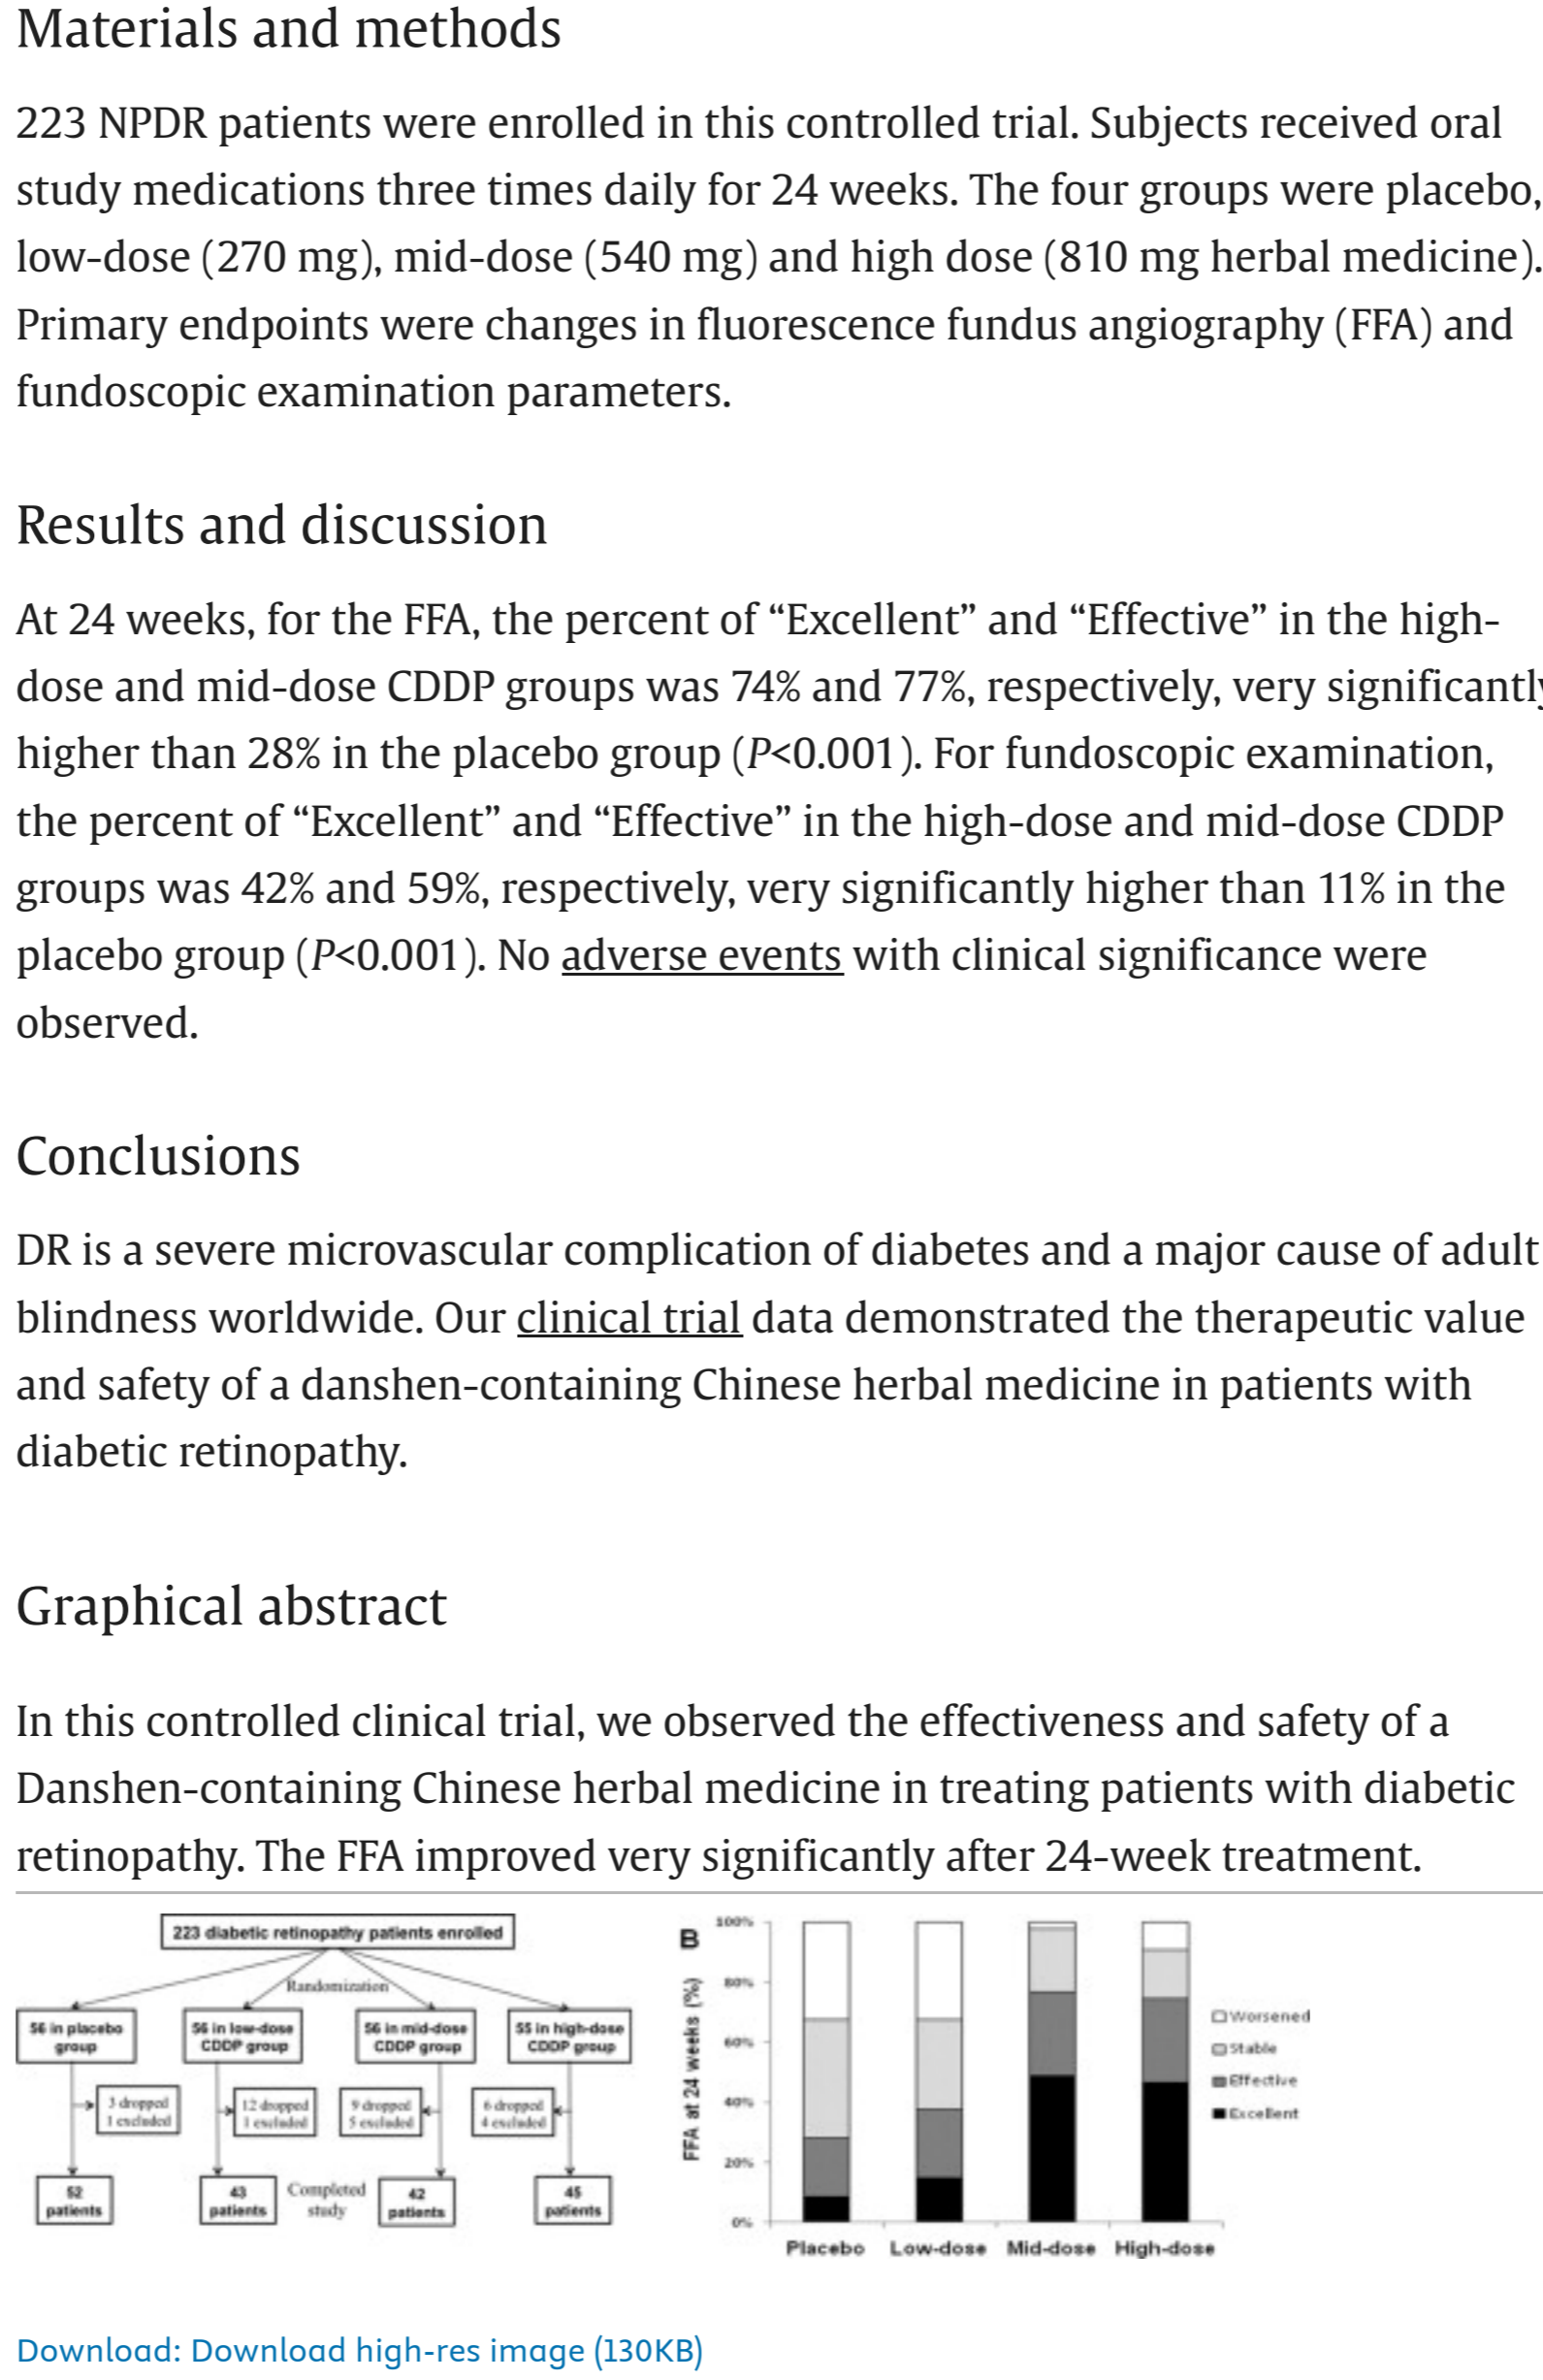 Materials and methods
223 NPDR patients were enrolled in this controlled trial. Subjects received oral
study medications three times daily for 24 weeks. The four groups were placebo,
low-dose (270 mg), mid-dose (540 mg) and high dose (810 mg herbal medicine).
Primary endpoints were changes in fluorescence fundus angiography (FFA) and
fundoscopic examination parameters.
Results and discussion
At 24 weeks, for the FFA, the percent of “Excellent” and “Effective” in the high-
dose and mid-dose CDDP groups was 74% and 77%, respectively, very significantly
higher than 28% in the placebo group (P<0.001). For fundoscopic examination,
the percent of “Excellent” and “Effective” in the high-dose and mid-dose CDDP
groups was 42% and 59%, respectively, very significantly higher than 11% in the
placebo group (P<0.001). No adverse events with clinical significance were
observed.
Conclusions
DR is a severe microvascular complication of diabetes and a major cause of adult
blindness worldwide. Our clinical trial data demonstrated the therapeutic value
and safety of a danshen-containing Chinese herbal medicine in patients with
diabetic retinopathy.
Graphical abstract
In this controlled clinical trial, we observed the effectiveness and safety of a
Danshen-containing Chinese herbal medicine in treating patients with diabetic
retinopathy. The FFA improved very significantly after 24-week treatment.
223 diabetic retinopathy patients enrolled
Randomization
56 in placebo
group
56 in low-dose
CDDP group
56 in mid-dose
CDDP group
55 in high-dose
CDDP group
3 dropped
1 excluded
12 dropped
1 excluded
9 dropped
5 excluded
6 dropped
4 excluded
52
patients
43
patients
Completed
study
42
patients
45
patients
B
FFA at 24 weeks (%)
100%
80%
60%
40%
20%
0%
Placebo
Low-dose
Mid-dose
High-dose
Worsened
Stable
Effective
Excellent
Download: Download high-res image (130KB)